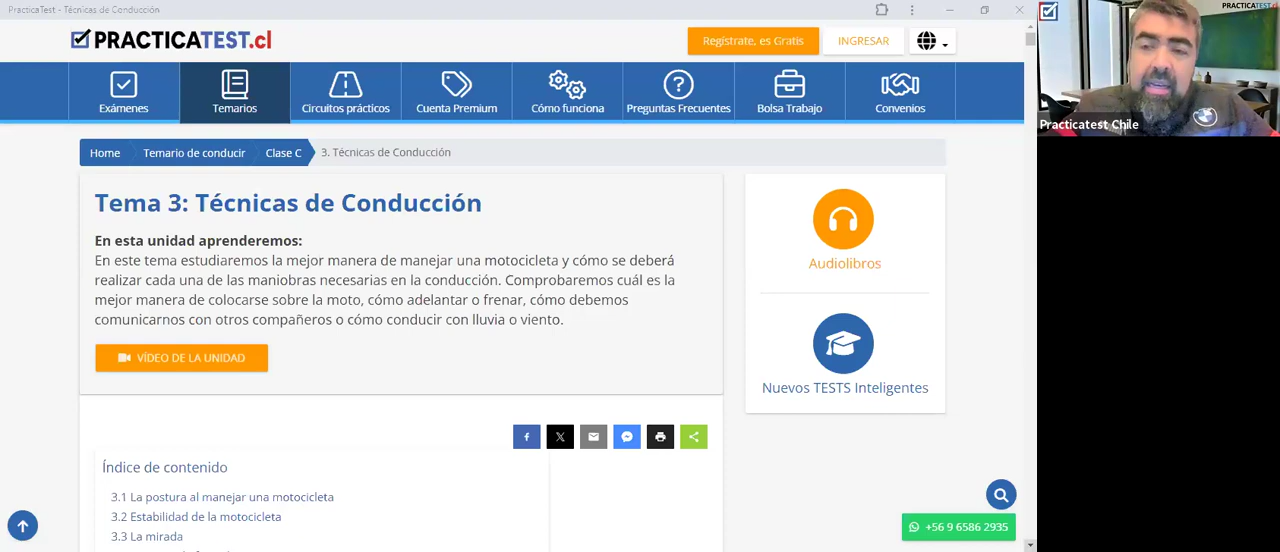 PracticaTest - Técnicas de Conducción
PRACTICATEST.cl
Regístrate, es Gratis
INGRESAR
Exámenes
Temarios
Circuitos prácticos
Cuenta Premium
Cómo funciona
Preguntas Frecuentes
Bolsa Trabajo
Convenios
Home
Temario de conducir
Clase C
3. Técnicas de Conducción
Tema 3: Técnicas de Conducción
En esta unidad aprenderemos:
En este tema estudiaremos la mejor manera de manejar una motocicleta y cómo se deberá
realizar cada una de las maniobras necesarias en la conducción. Comprobaremos cuál es la
mejor manera de colocarse sobre la moto, cómo adelantar o frenar, cómo debemos
comunicarnos con otros compañeros o cómo conducir con lluvia o viento.
VÍDEO DE LA UNIDAD
Audiolibros
Nuevos TESTS Inteligentes
Índice de contenido
3.1 La postura al manejar una motocicleta
3.2 Estabilidad de la motocicleta
3.3 La mirada
+56 9 6586 2935
PRACTICATEST.cl
Practicatest Chile